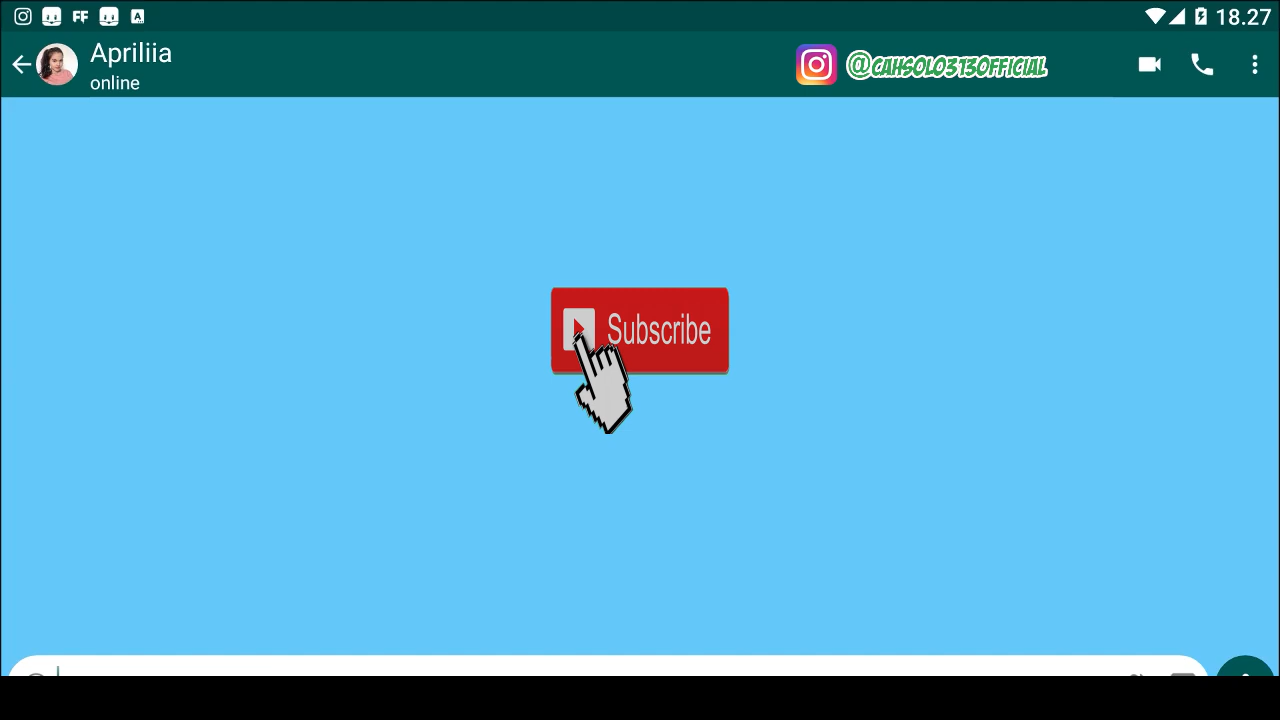 FF
A
18.27
Apriliia
@CAHSOLO313OFFICIAL
online
Subscribe